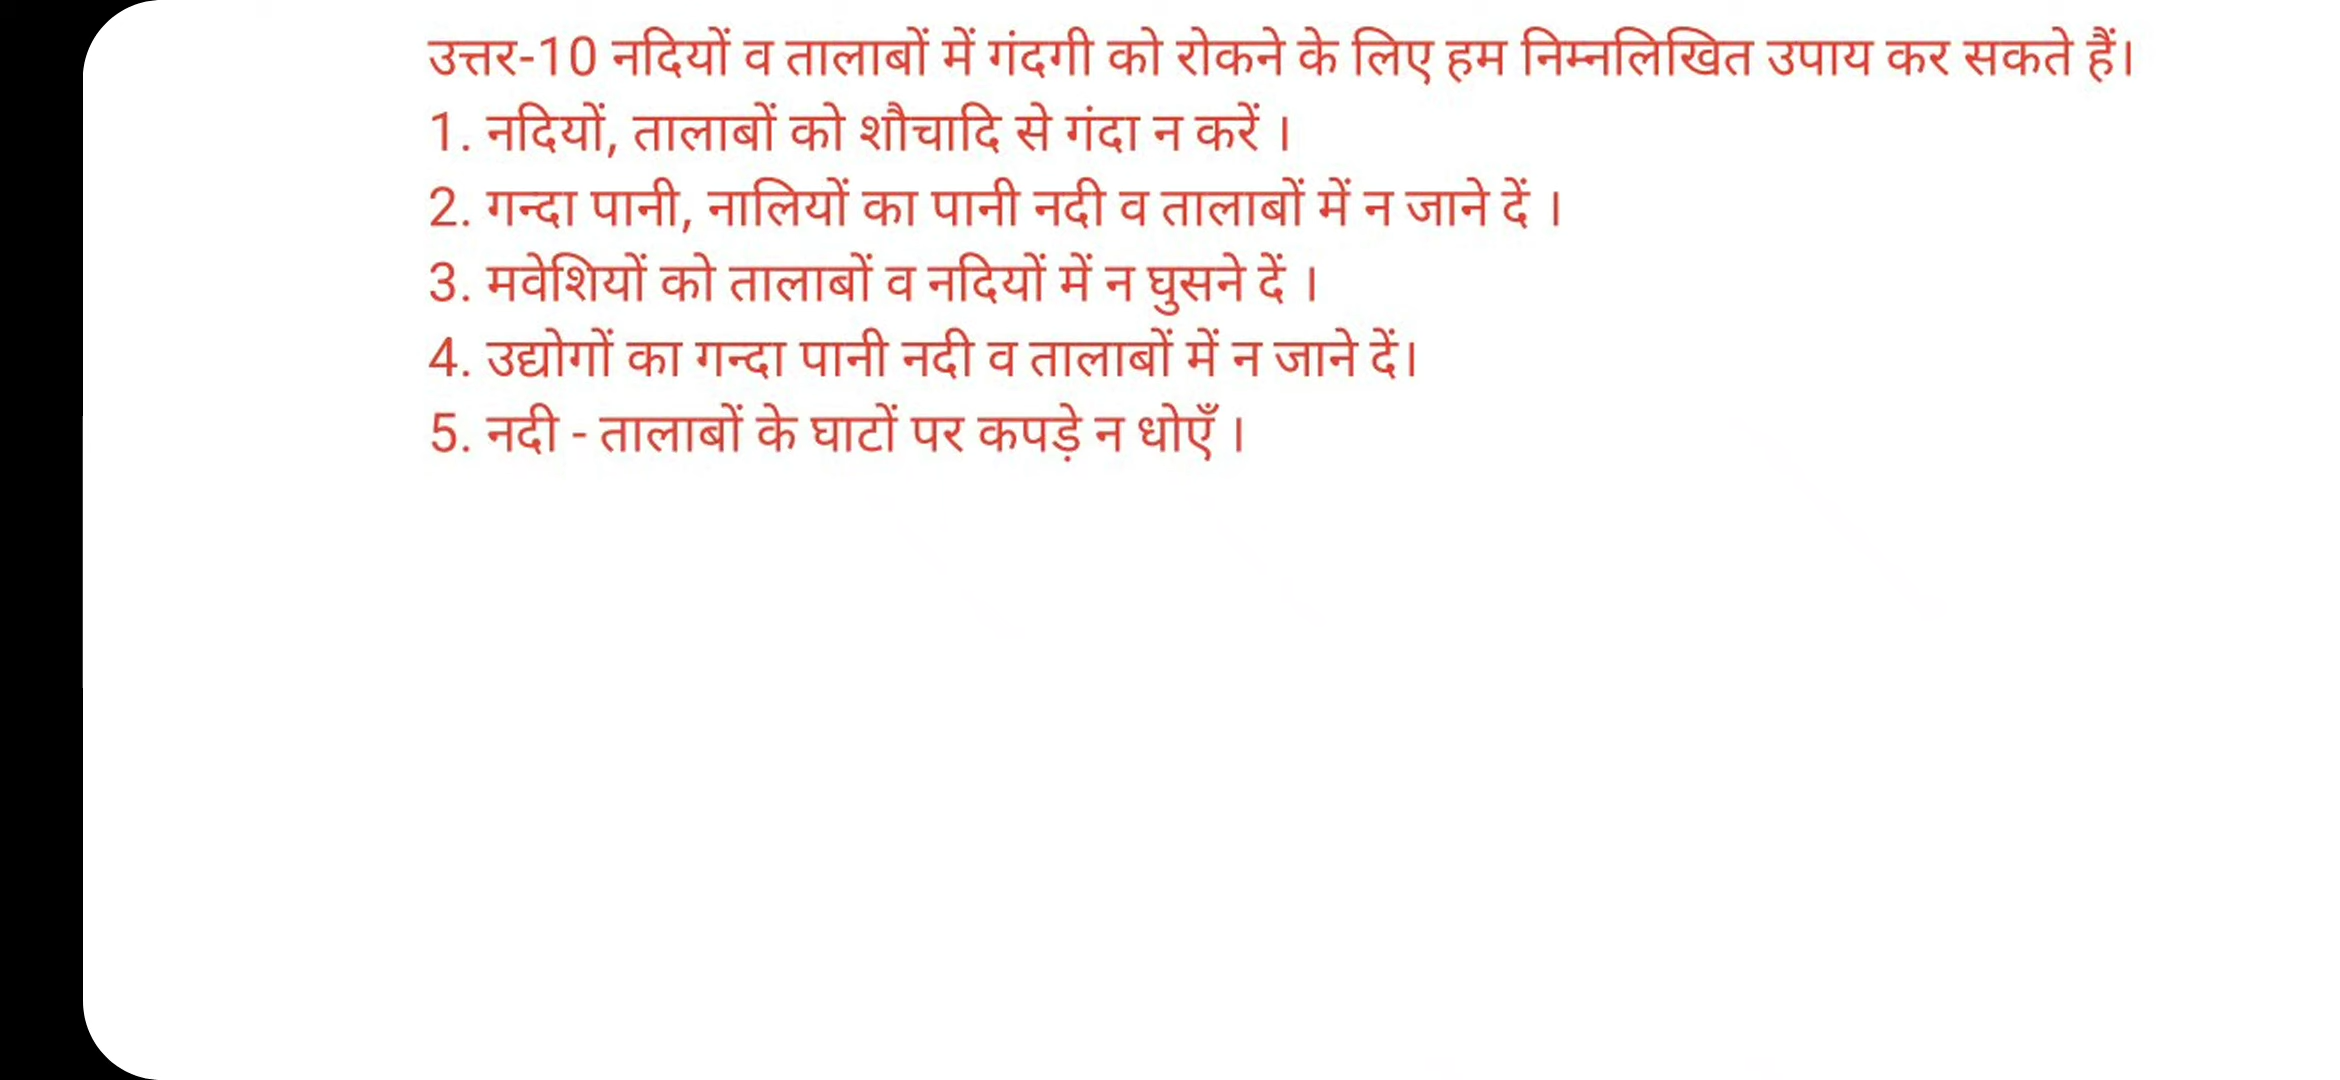 उत्तर-10 नदियों व तालाबों में गंदगी को रोकने के लिए हम निम्नलिखित उपाय कर सकते हैं।
1. नदियों, तालाबों को शौचादि से गंदा न करें ।
2. गन्दा पानी, नालियों का पानी नदी व तालाबों में न जाने दें ।
3. मवेशियों को तालाबों व नदियों में न घुसने दें ।
4. उद्योगों का गन्दा पानी नदी व तालाबों में न जाने दें।
5. नदी - तालाबों के घाटों पर कपड़े न धोएँ ।